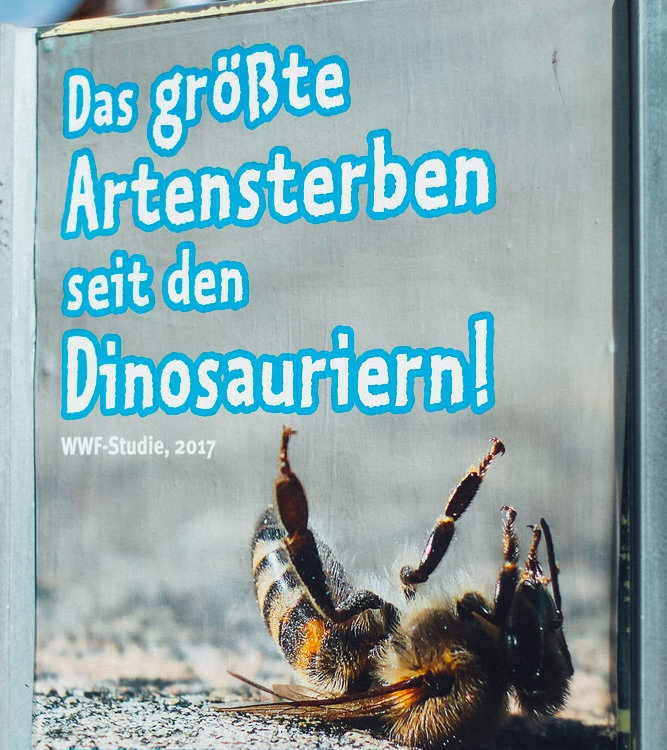 Das größte
Artensterben
seit den
Dinosauriern!
WWF-Studie, 2017